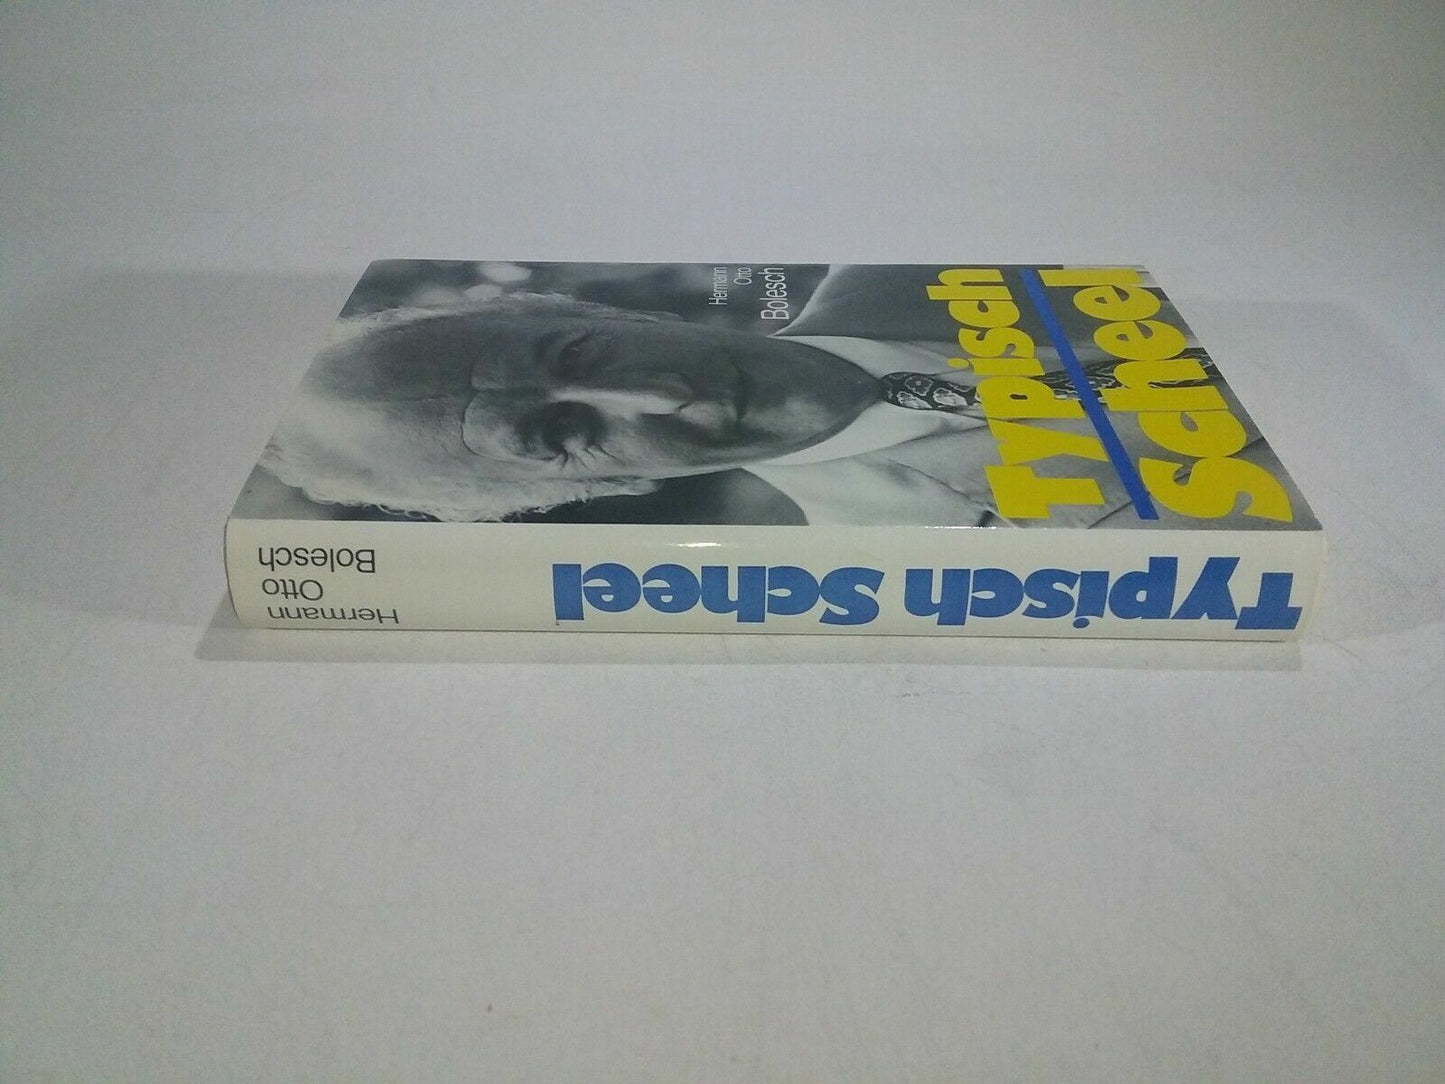 Hermann
Otto
Bolesch
Typisch
Scheel
Hermann
Otto
Bolesch
Typisch Scheel